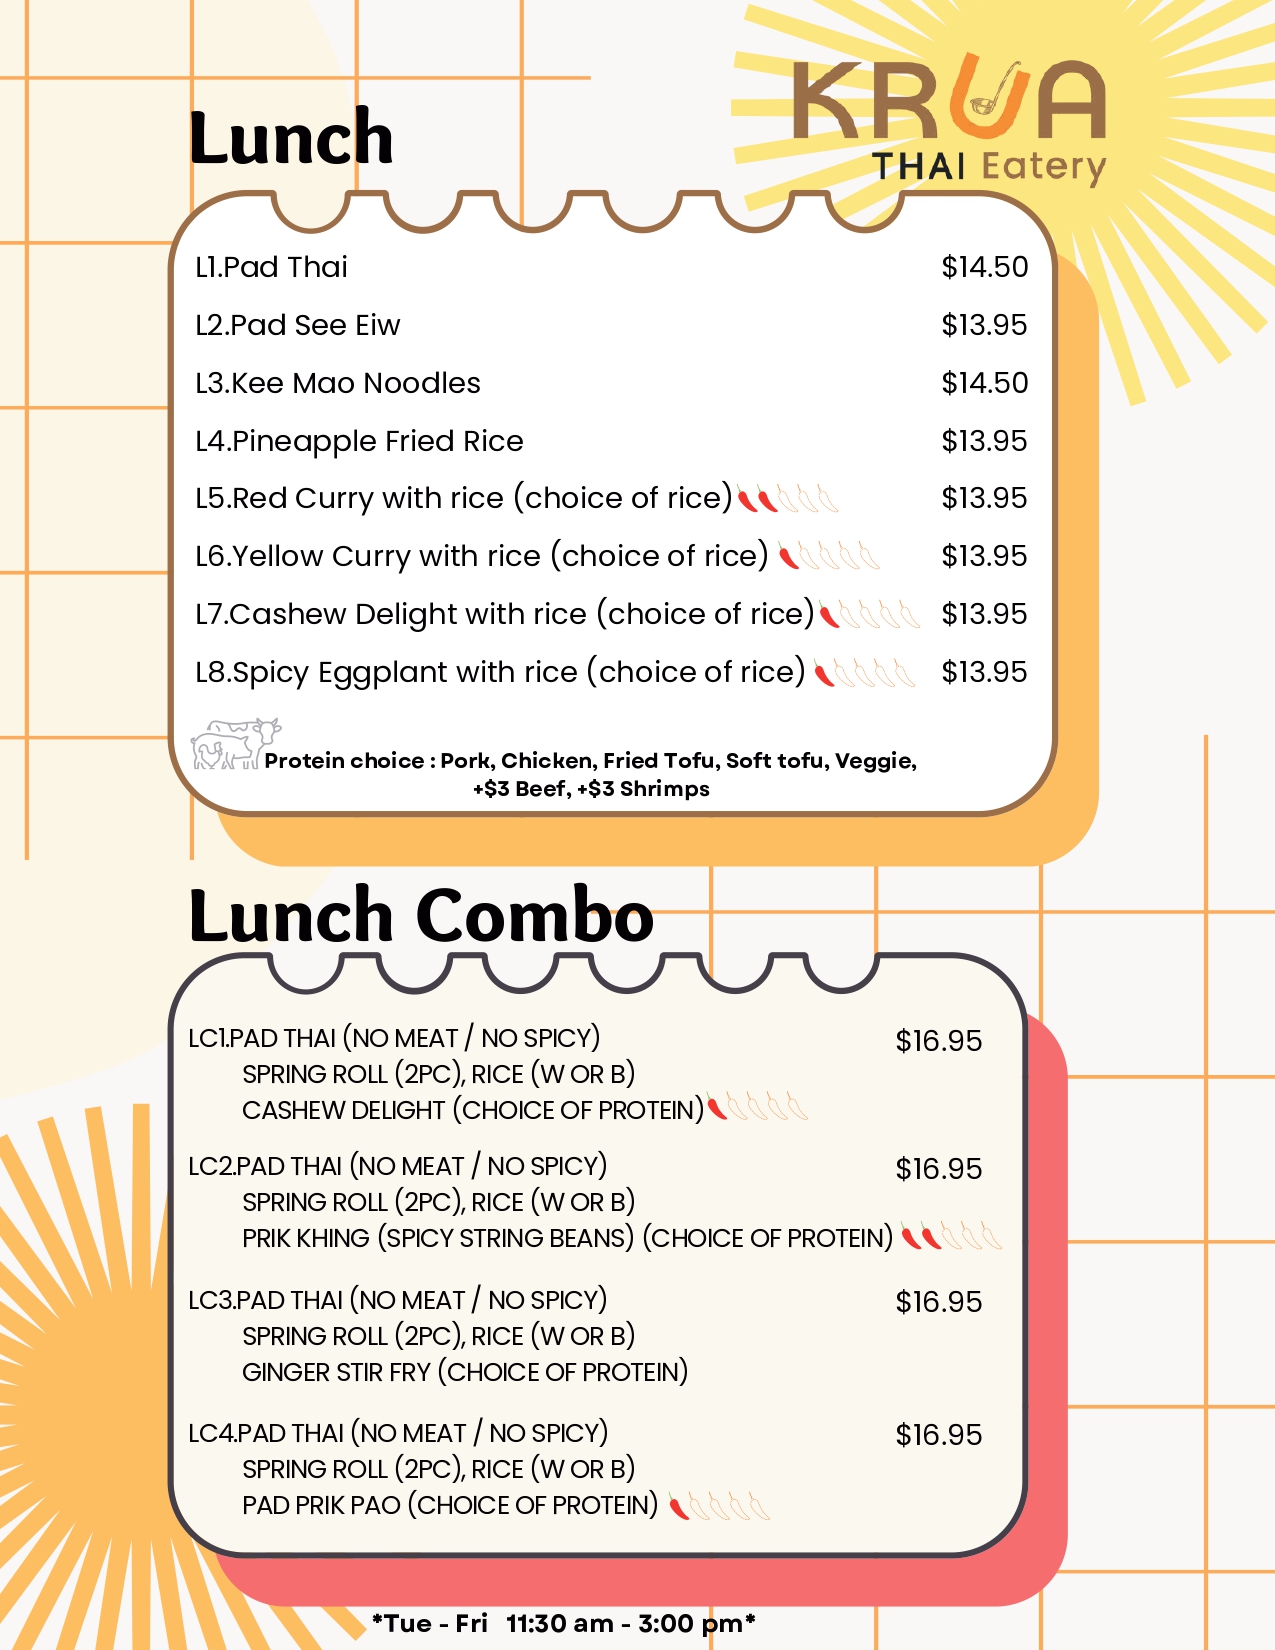 KRUA
THAI Eatery
Lunch
L1.Pad Thai $14.50
L2.Pad See Eiw $13.95
L3.Kee Mao Noodles $14.50
L4.Pineapple Fried Rice $13.95
L5.Red Curry with rice (choice of rice) $13.95
L6.Yellow Curry with rice (choice of rice) $13.95
L7.Cashew Delight with rice (choice of rice) $13.95
L8.Spicy Eggplant with rice (choice of rice) $13.95
Protein choice : Pork, Chicken, Fried Tofu, Soft tofu, Veggie,
+$3 Beef, +$3 Shrimps
Lunch Combo
LC1.PAD THAI (NO MEAT / NO SPICY) $16.95
SPRING ROLL (2PC), RICE (W OR B)
CASHEW DELIGHT (CHOICE OF PROTEIN)
LC2.PAD THAI (NO MEAT / NO SPICY) $16.95
SPRING ROLL (2PC), RICE (W OR B)
PRIK KHING (SPICY STRING BEANS) (CHOICE OF PROTEIN)
LC3.PAD THAI (NO MEAT / NO SPICY) $16.95
SPRING ROLL (2PC), RICE (W OR B)
GINGER STIR FRY (CHOICE OF PROTEIN)
LC4.PAD THAI (NO MEAT / NO SPICY) $16.95
SPRING ROLL (2PC), RICE (W OR B)
PAD PRIK PAO (CHOICE OF PROTEIN)
*Tue - Fri 11:30 am - 3:00 pm*